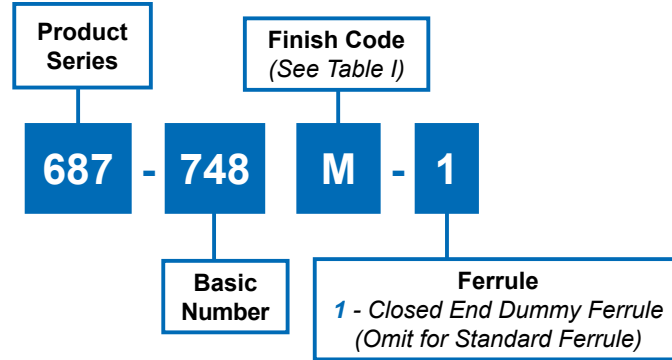 Product
Series
Finish Code
(See Table I)
687 - 748 M - 1
Basic
Number
Ferrule
1 - Closed End Dummy Ferrule
(Omit for Standard Ferrule)